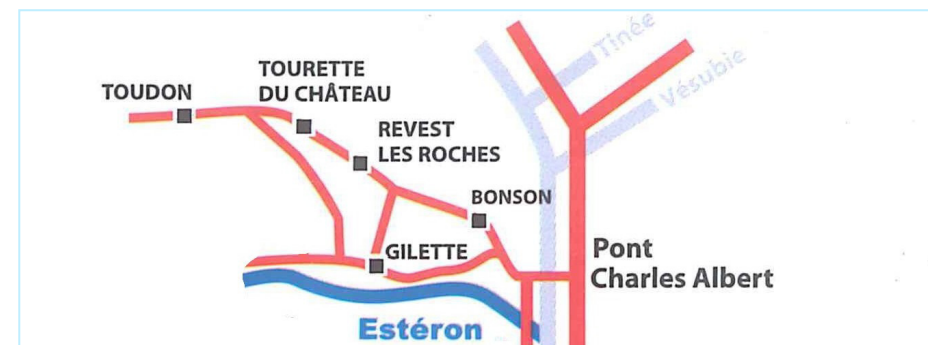 Tinée
Vésubie
TOURETTE
DU CHÂTEAU
TOUDON
REVEST
LES ROCHES
BONSON
GILETTE
Pont
Charles Albert
Estéron